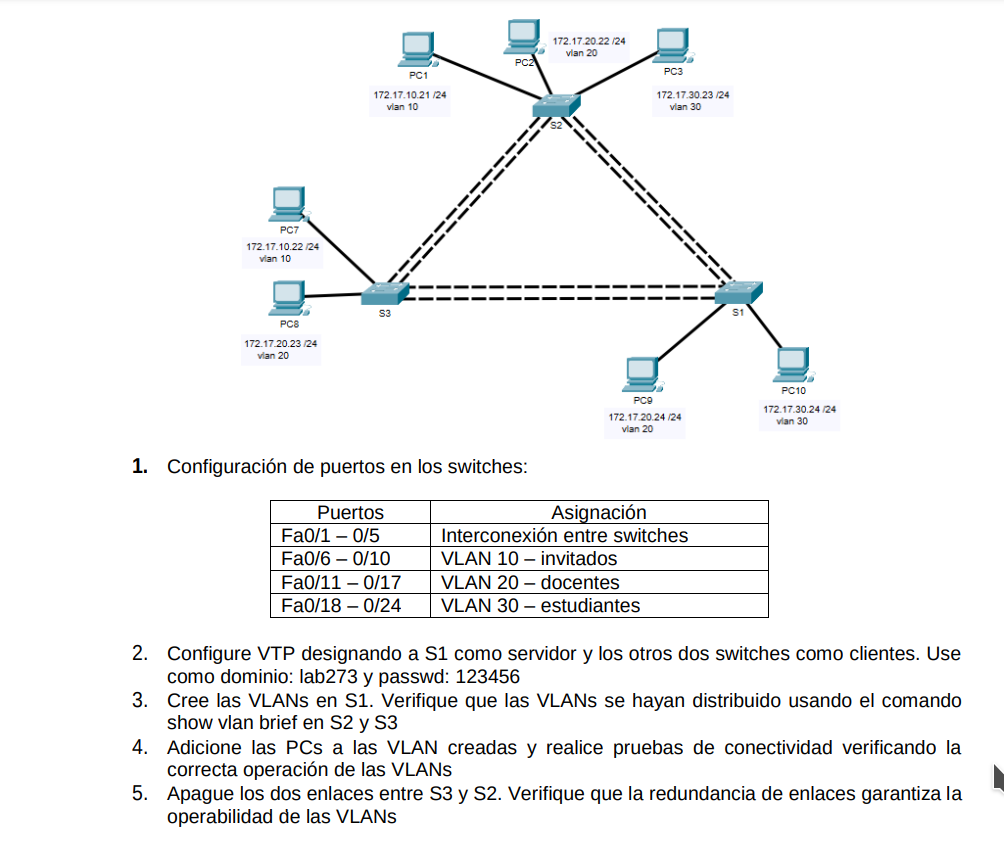 172.17.20.22 /24
vlan 20
PC1
PC2
PC3
172.17.10.21 /24
vlan 10
172.17.30.23 /24
vlan 30
S2
PC7
172.17.10.22 /24
vlan 10
PC8
172.17.20.23 /24
vlan 20
S3
S1
PC9
172.17.20.24 /24
vlan 20
PC10
172.17.30.24 /24
vlan 30
1. Configuración de puertos en los switches:
Puertos Asignación
Fa0/1 – 0/5 Interconexión entre switches
Fa0/6 – 0/10 VLAN 10 – invitados
Fa0/11 – 0/17 VLAN 20 – docentes
Fa0/18 – 0/24 VLAN 30 – estudiantes
2. Configure VTP designando a S1 como servidor y los otros dos switches como clientes. Use
como dominio: lab273 y passwd: 123456
3. Cree las VLANs en S1. Verifique que las VLANs se hayan distribuido usando el comando
show vlan brief en S2 y S3
4. Adicione las PCs a las VLAN creadas y realice pruebas de conectividad verificando la
correcta operación de las VLANs
5. Apague los dos enlaces entre S3 y S2. Verifique que la redundancia de enlaces garantiza la
operabilidad de las VLANs